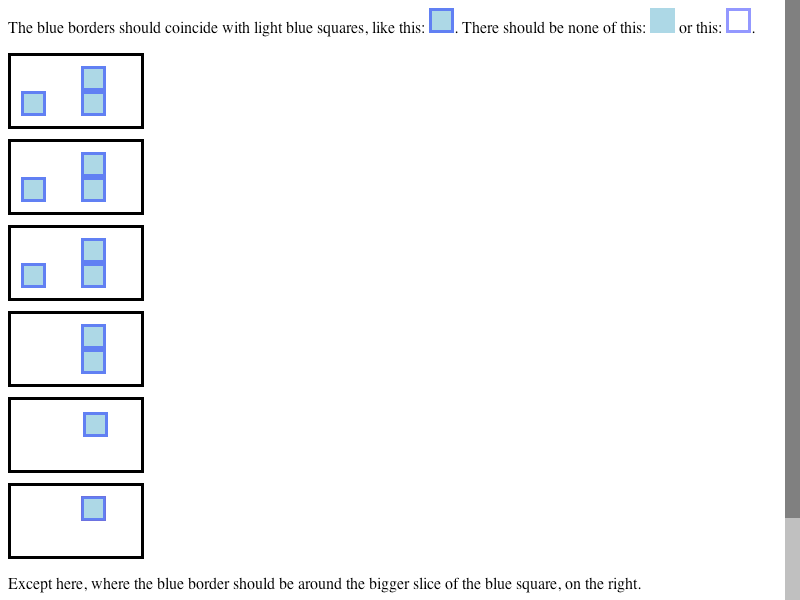 The blue borders should coincide with light blue squares, like this: . There should be none of this: or this: .
Except here, where the blue border should be around the bigger slice of the blue square, on the right.